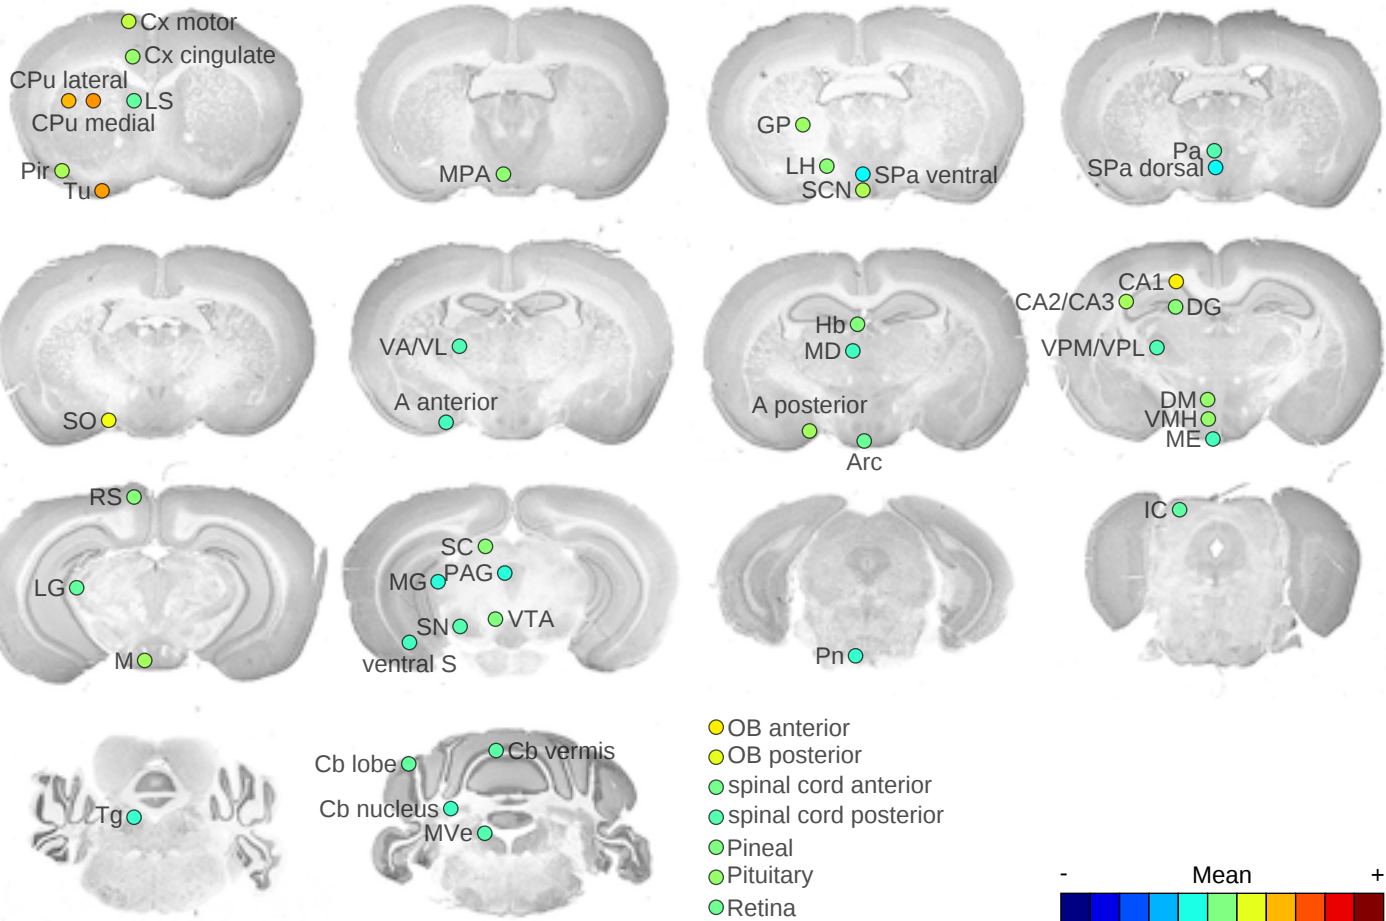 Cx motor
Cx cingulate
CPu lateral
LS
CPu medial
Pir
Tu
MPA
GP
LH
SPa ventral
SCN
Pa
SPa dorsal
SO
VA/VL
A anterior
Hb
MD
A posterior
Arc
CA1
CA2/CA3
DG
VPM/VPL
DM
VMH
ME
RS
LG
M
SC
MG
PAG
SN
VTA
ventral S
Pn
IC
Tg
Cb lobe
Cb vermis
Cb nucleus
MVe
OB anterior
OB posterior
spinal cord anterior
spinal cord posterior
Pineal
Pituitary
Retina
- Mean +